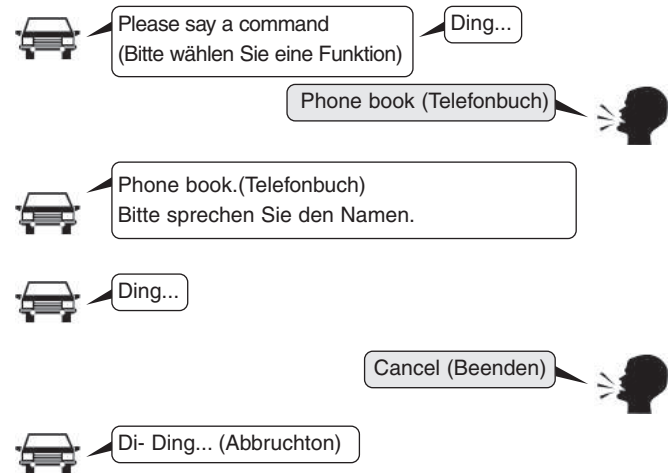 Please say a command
(Bitte wählen Sie eine Funktion)
Ding...
Phone book (Telefonbuch)
Phone book.(Telefonbuch)
Bitte sprechen Sie den Namen.
Ding...
Cancel (Beenden)
Di- Ding... (Abbruchton)